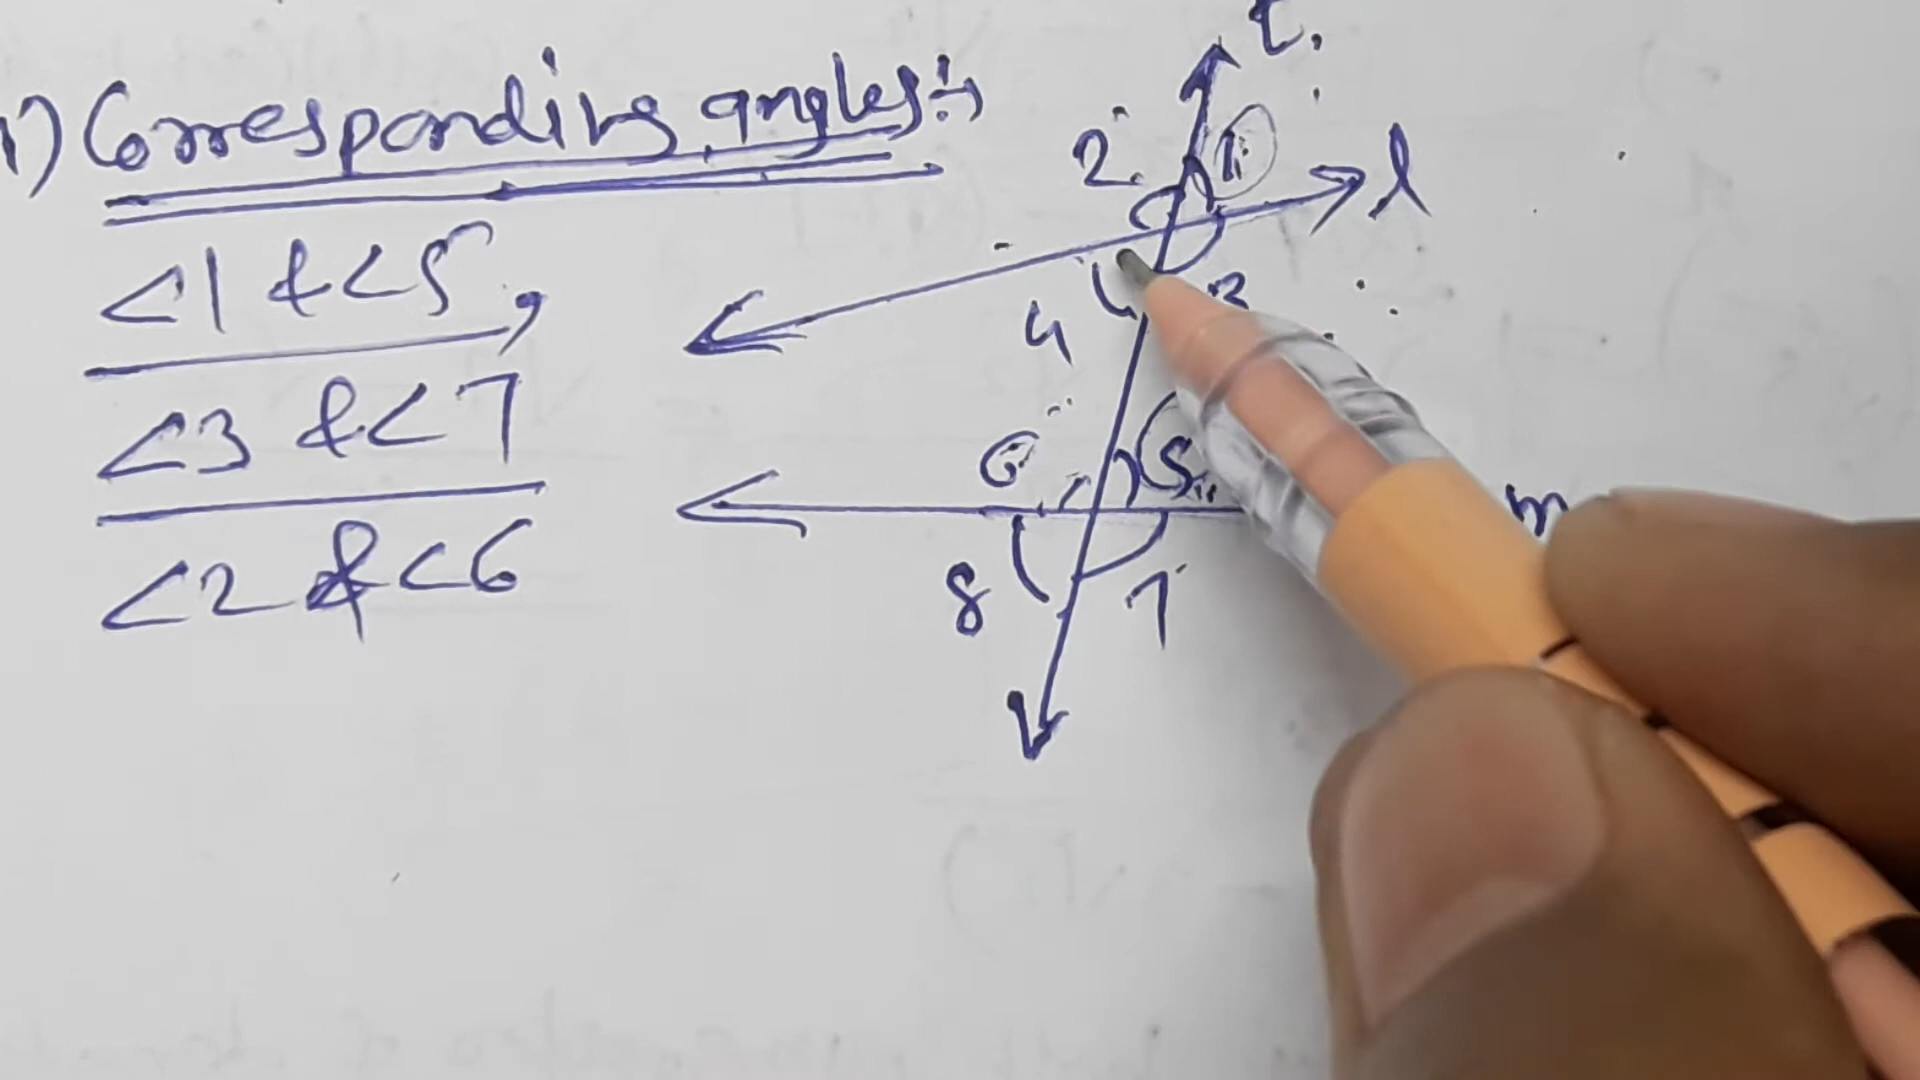 1) Corresponding angles:→
<1 & <5,
<3 & <7
<2 & <6
t.
2 1
l
4 3
6 5
m
8 7